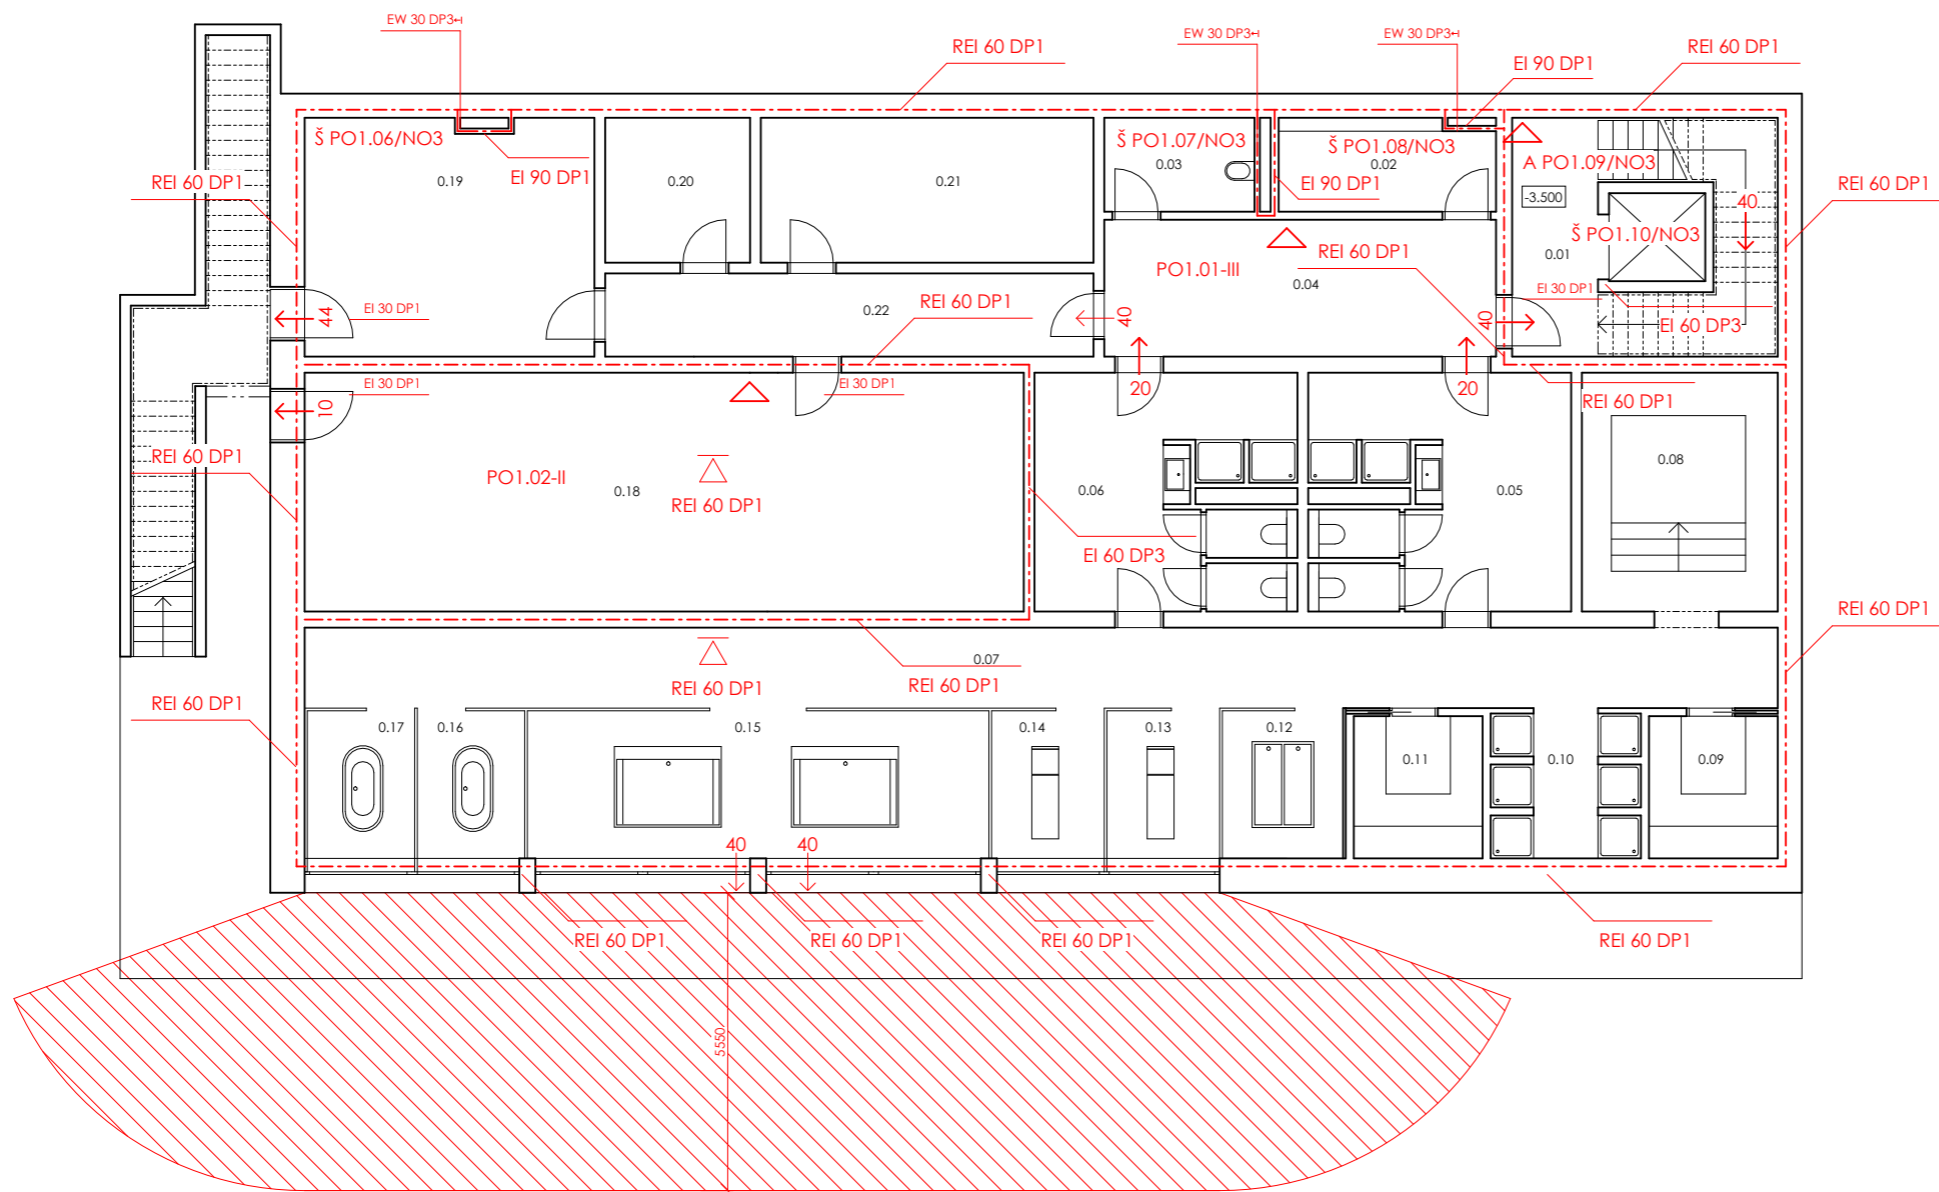 EW 30 DP3
EW 30 DP3
EW 30 DP3
REI 60 DP1
REI 60 DP1
EI 90 DP1
Š PO1.06/NO3
Š PO1.07/NO3
Š PO1.08/NO3
A PO1.09/NO3
0.03
0.02
REI 60 DP1
0.19
EI 90 DP1
0.20
0.21
EI 90 DP1
-3.500
40
REI 60 DP1
Š PO1.10/NO3
REI 60 DP1
0.01
PO1.01-III
0.04
EI 30 DP1
REI 60 DP1
44
EI 30 DP1
0.22
40
40
EI 60 DP3
10
EI 30 DP1
EI 30 DP1
20
20
REI 60 DP1
REI 60 DP1
PO1.02-II
0.18
REI 60 DP1
0.06
0.05
0.08
EI 60 DP3
REI 60 DP1
0.07
REI 60 DP1
REI 60 DP1
REI 60 DP1
0.17
0.16
0.15
0.14
0.13
0.12
0.11
0.10
0.09
40
40
REI 60 DP1
REI 60 DP1
REI 60 DP1
REI 60 DP1
5550